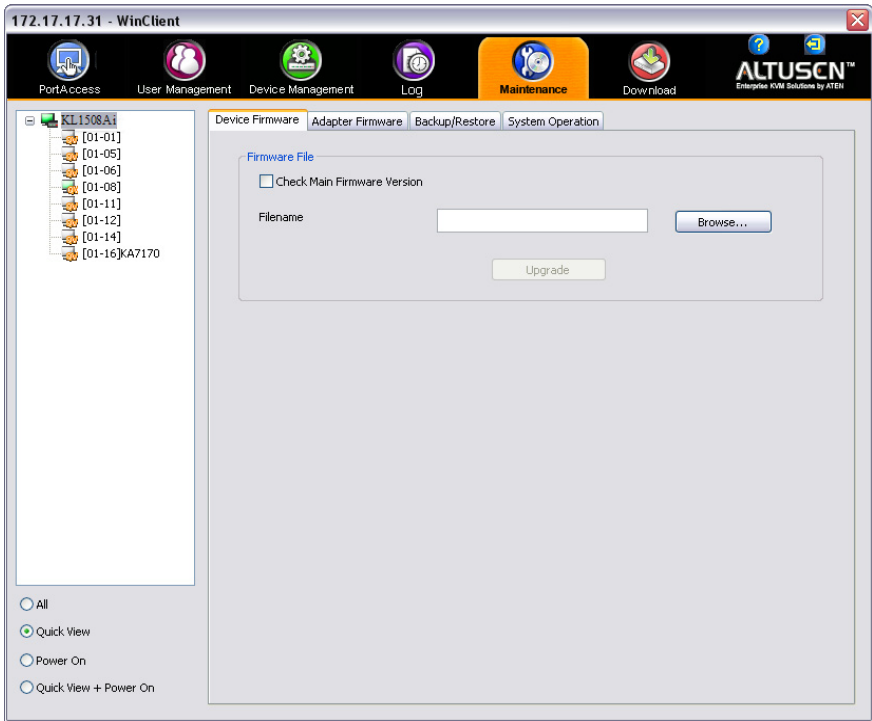 172.17.17.31 - WinClient
PortAccess
User Management
Device Management
Log
Maintenance
Download
ALTUSEN™
Enterprise KVM Solutions by ATEN
KL1508Ai
[01-01]
[01-05]
[01-06]
[01-08]
[01-11]
[01-12]
[01-14]
[01-16]KA7170
All
Quick View
Power On
Quick View + Power On
Device Firmware
Adapter Firmware
Backup/Restore
System Operation
Firmware File
Check Main Firmware Version
Filename
Browse...
Upgrade